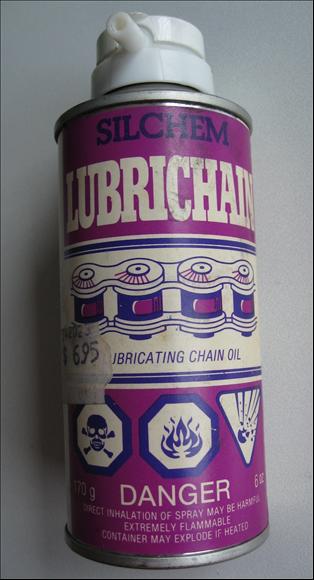 SILCHEM
LUBRICHAIN
$ 6.95
LUBRICATING CHAIN OIL
170 g
6 oz
DANGER
DIRECT INHALATION OF SPRAY MAY BE HARMFUL
EXTREMELY FLAMMABLE
CONTAINER MAY EXPLODE IF HEATED